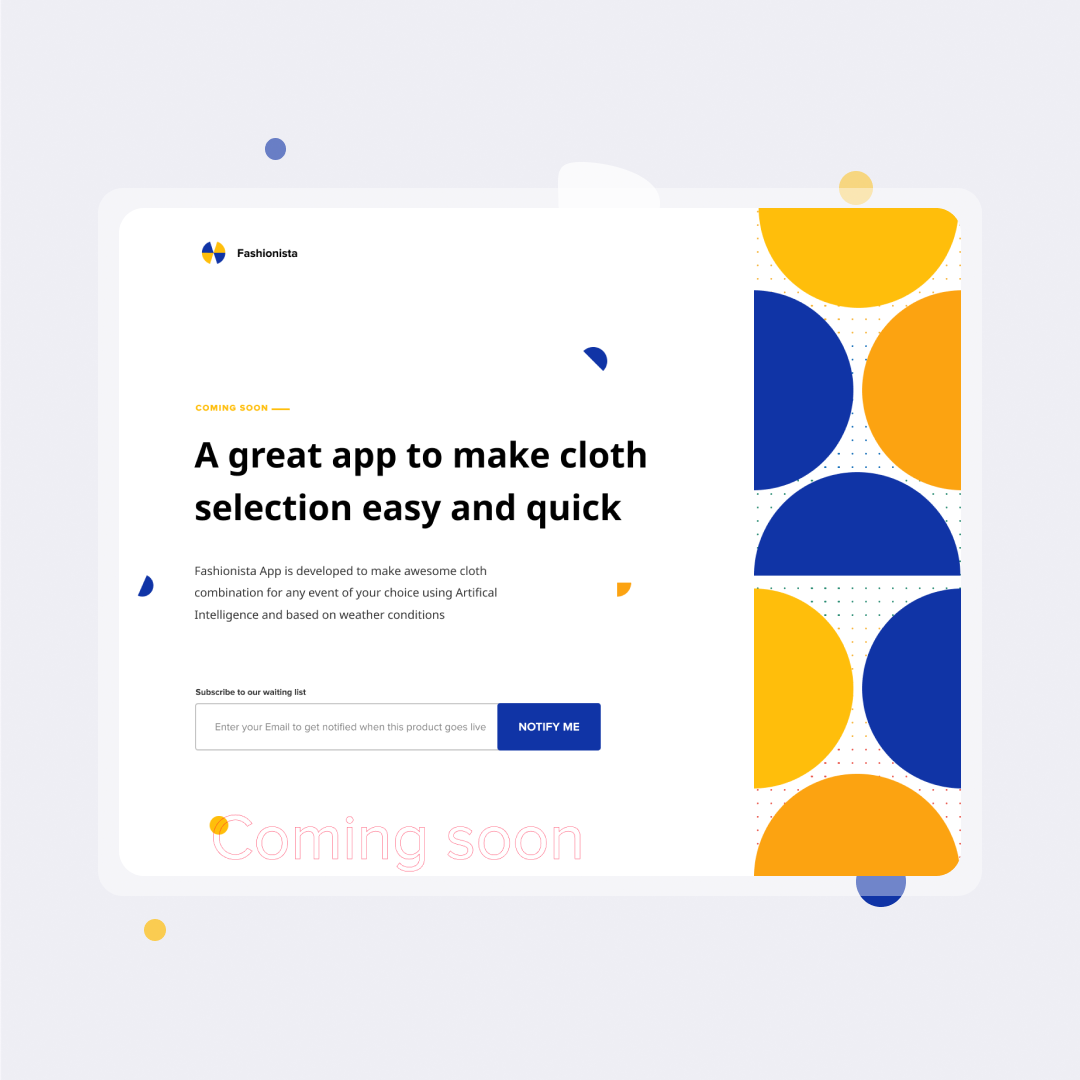 Fashionista
COMING SOON
A great app to make cloth
selection easy and quick
Fashionista App is developed to make awesome cloth
combination for any event of your choice using Artifical
Intelligence and based on weather conditions
Subscribe to our waiting list
Enter your Email to get notified when this product goes live
NOTIFY ME
Coming soon